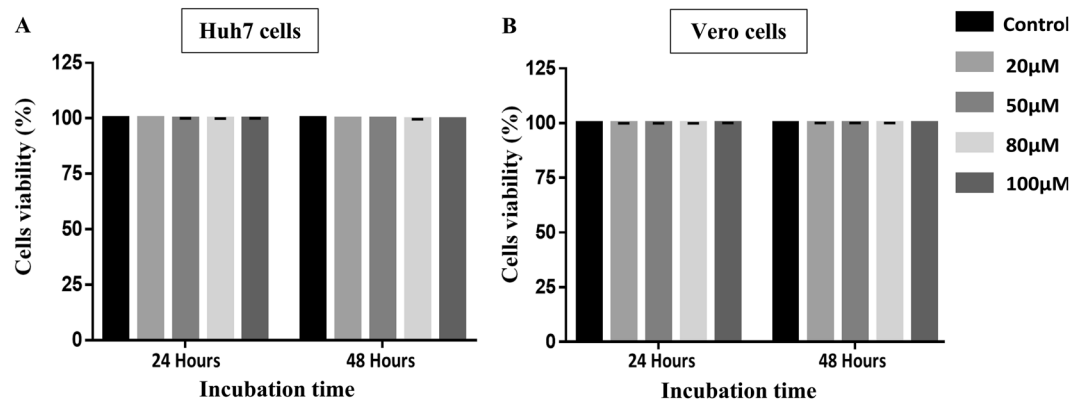 A
Huh7 cells
Cells viability (%)
125
100
75
50
25
0
24 Hours
48 Hours
Incubation time
B
Vero cells
Cells viability (%)
125
100
75
50
25
0
24 Hours
48 Hours
Incubation time
Control
20µM
50µM
80µM
100µM